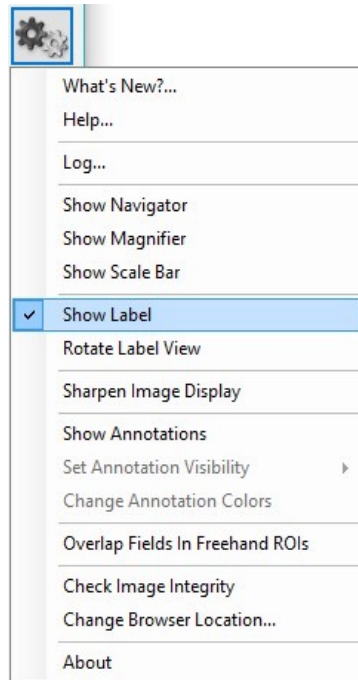 What's New?...
Help...
Log...
Show Navigator
Show Magnifier
Show Scale Bar
Show Label
Rotate Label View
Sharpen Image Display
Show Annotations
Set Annotation Visibility
Change Annotation Colors
Overlap Fields In Freehand ROIs
Check Image Integrity
Change Browser Location...
About